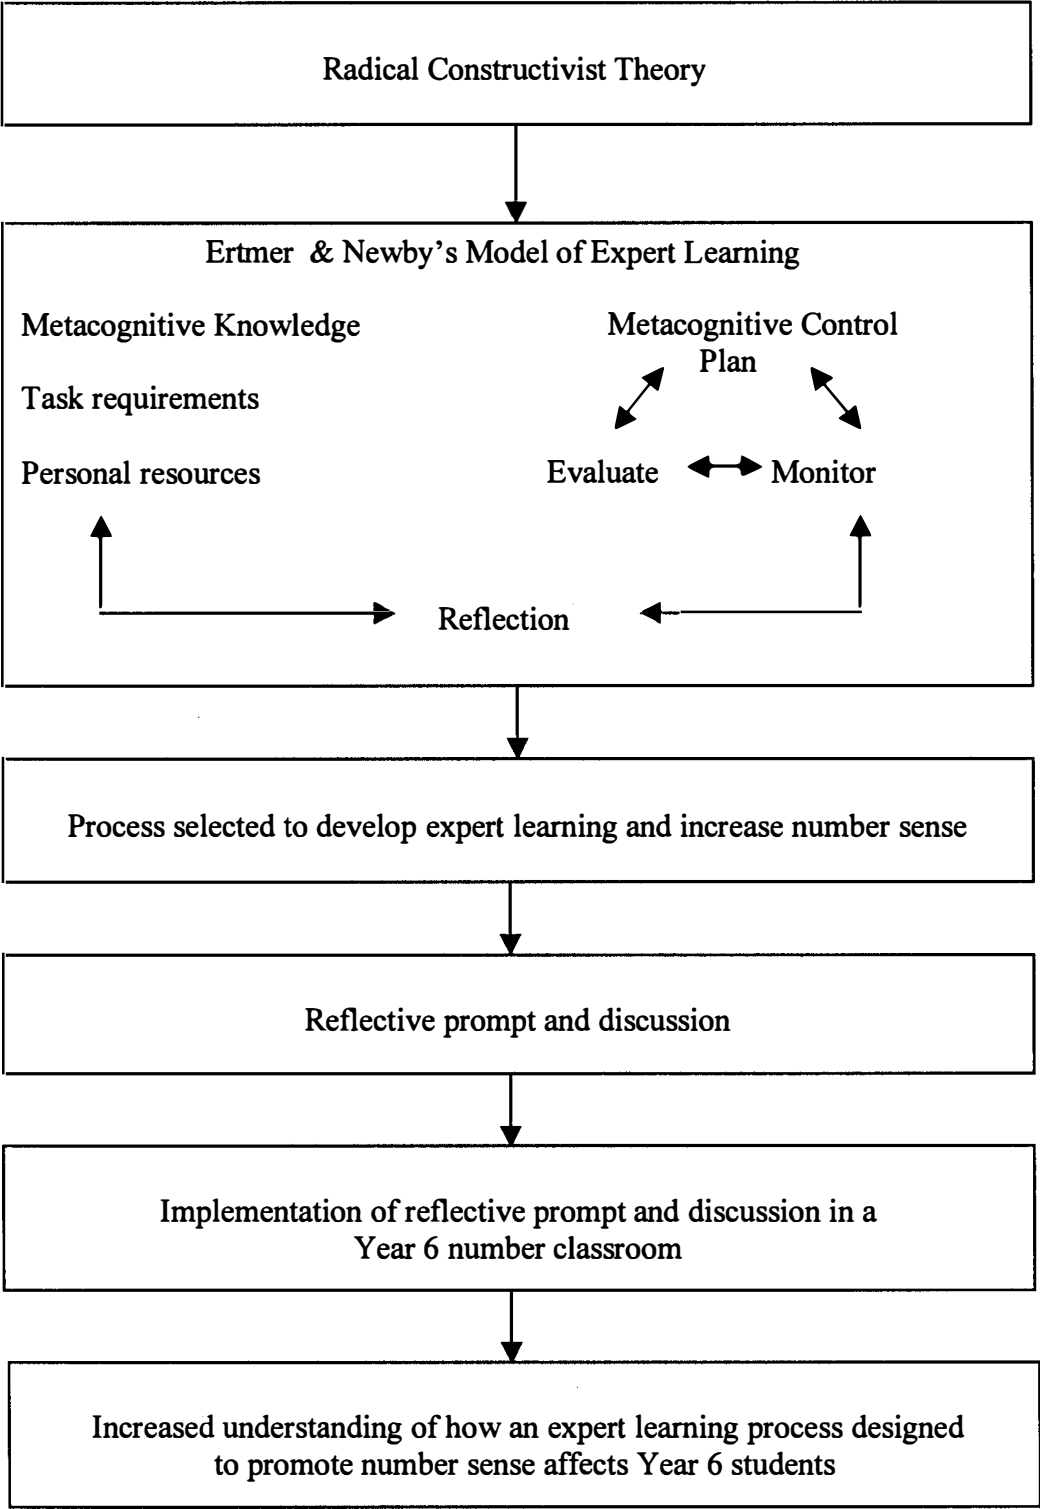 Radical Constructivist Theory
Ertmer & Newby's Model of Expert Learning
Metacognitive Knowledge
Task requirements
Personal resources
Metacognitive Control
Plan
Evaluate
Monitor
Reflection
Process selected to develop expert learning and increase number sense
Reflective prompt and discussion
Implementation of reflective prompt and discussion in a
Year 6 number classroom
Increased understanding of how an expert learning process designed
to promote number sense affects Year 6 students